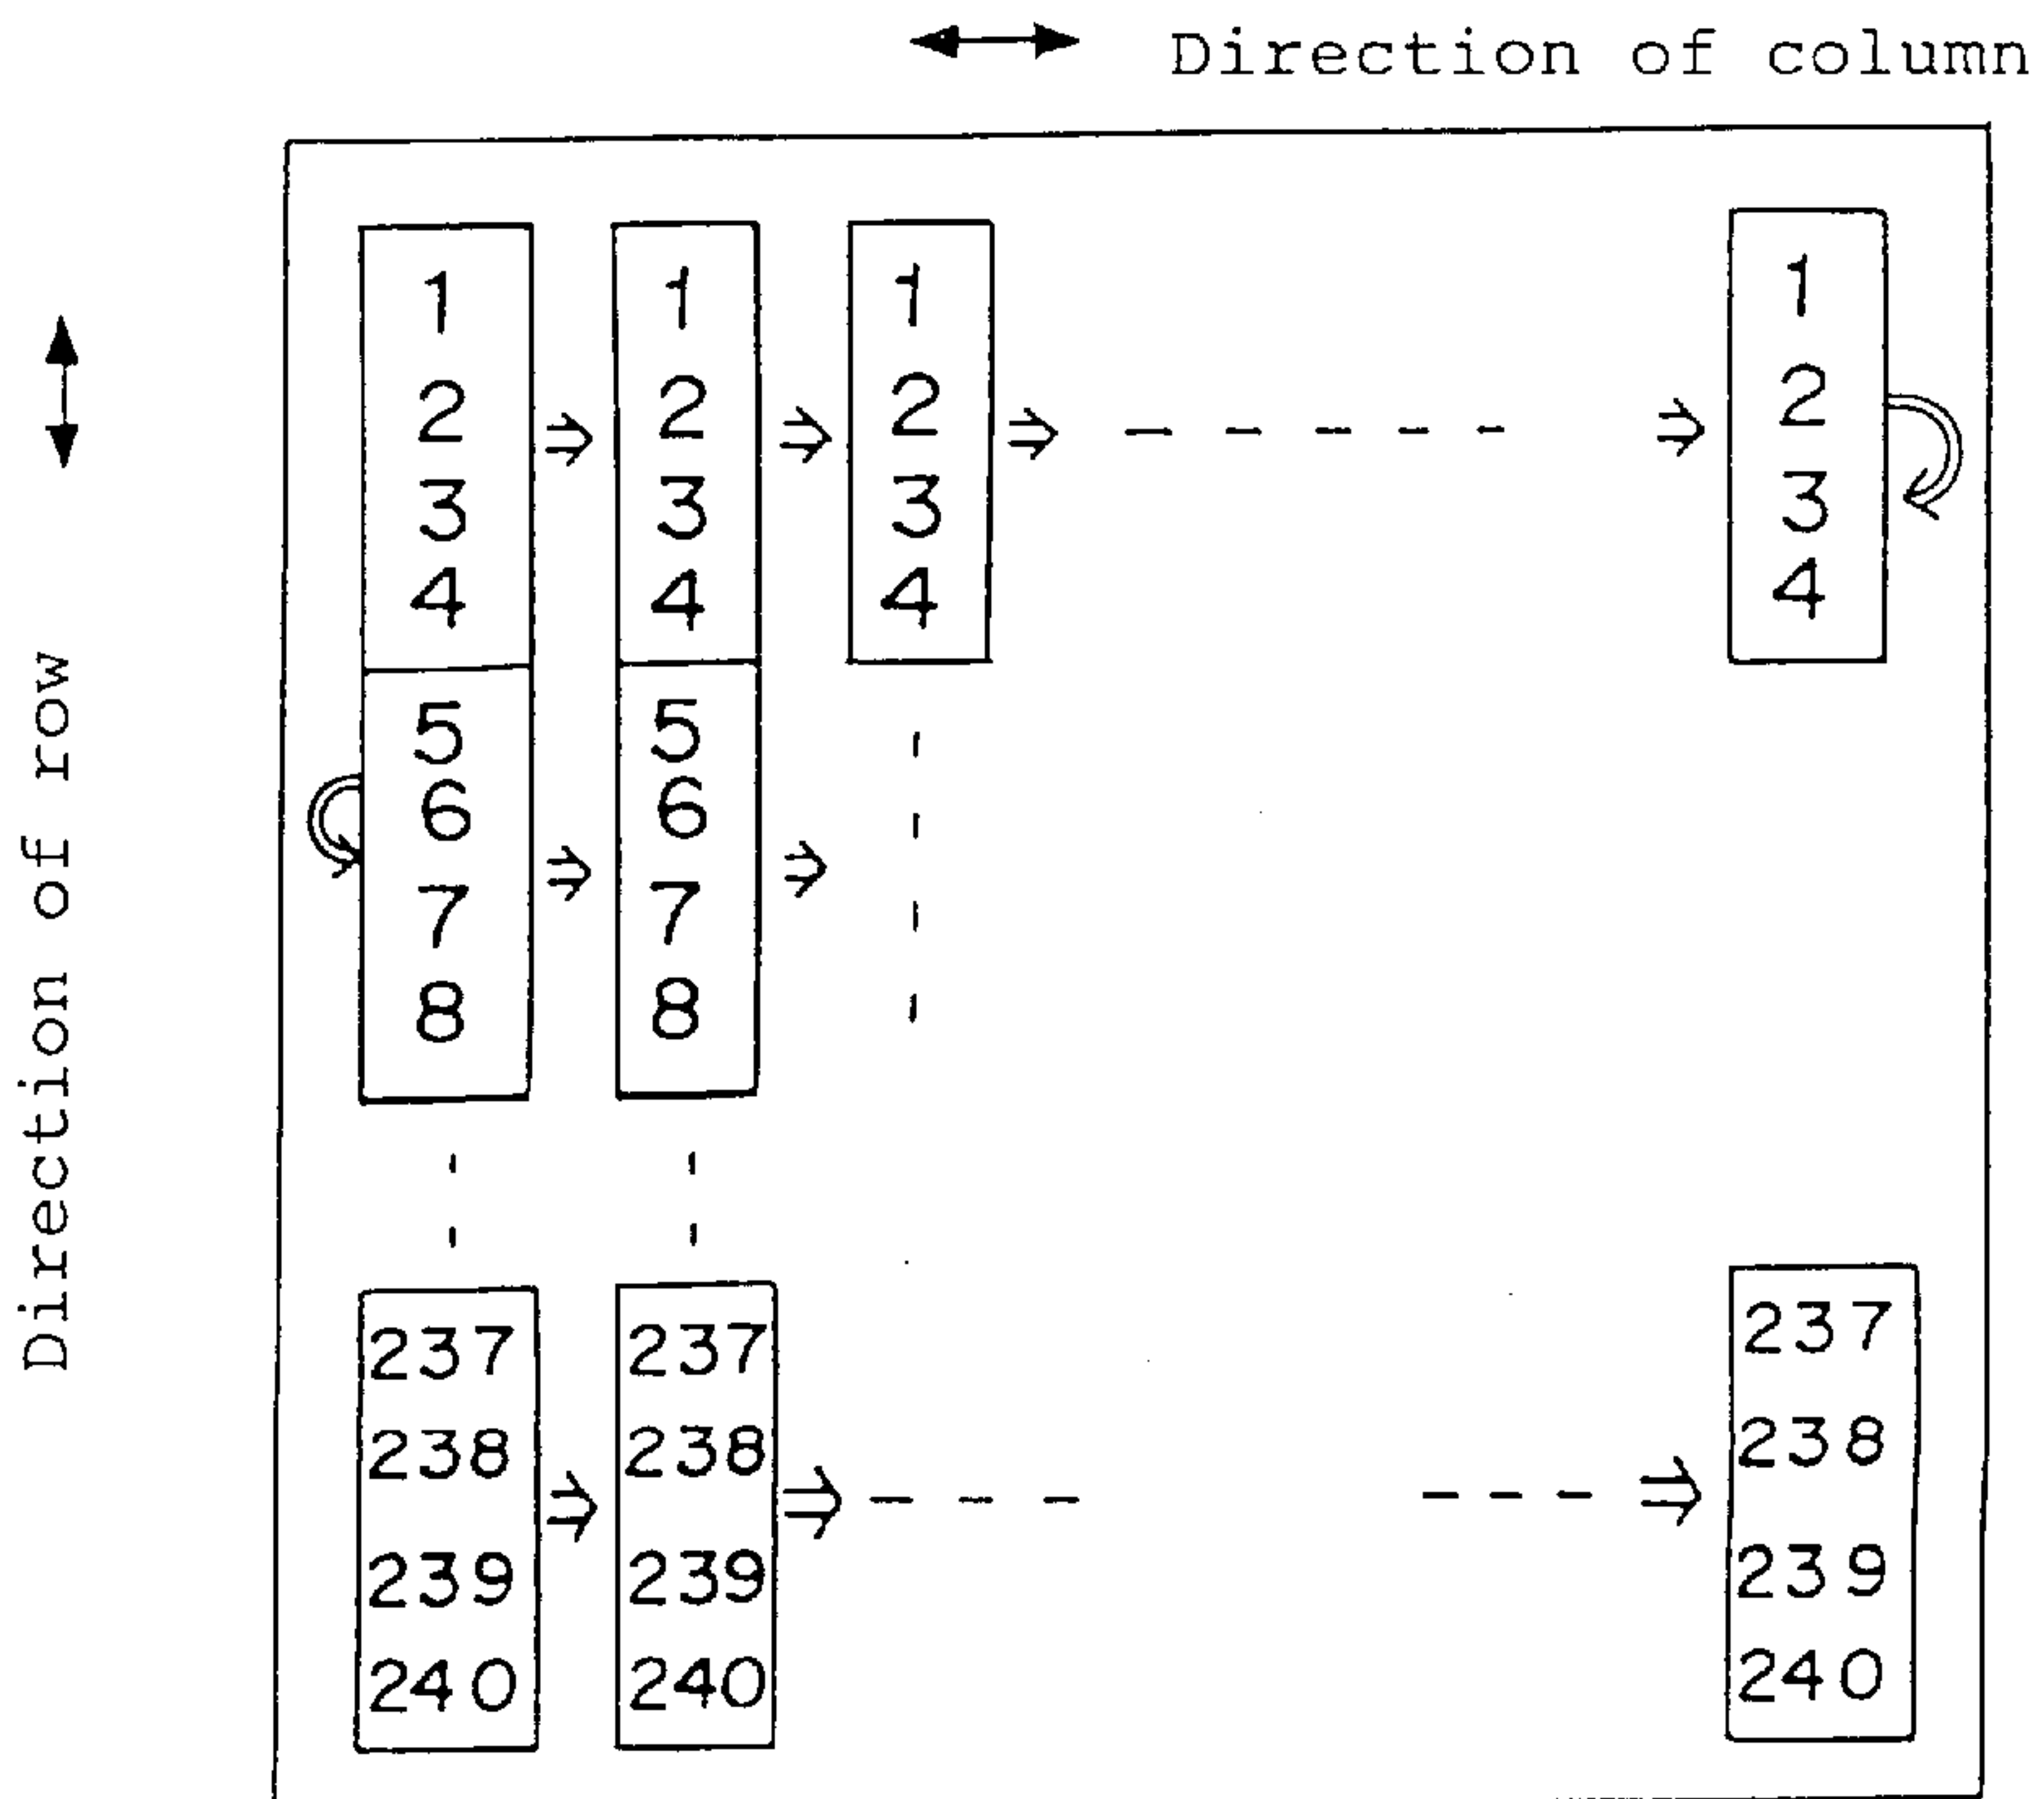 Direction of column
Direction of row
1 1 1 1
2 2 2 2
3 3 3 3
4 4 4 4
5 5
6 6
7 7
8 8
237 237 237
238 238 238
239 239 239
240 240 240